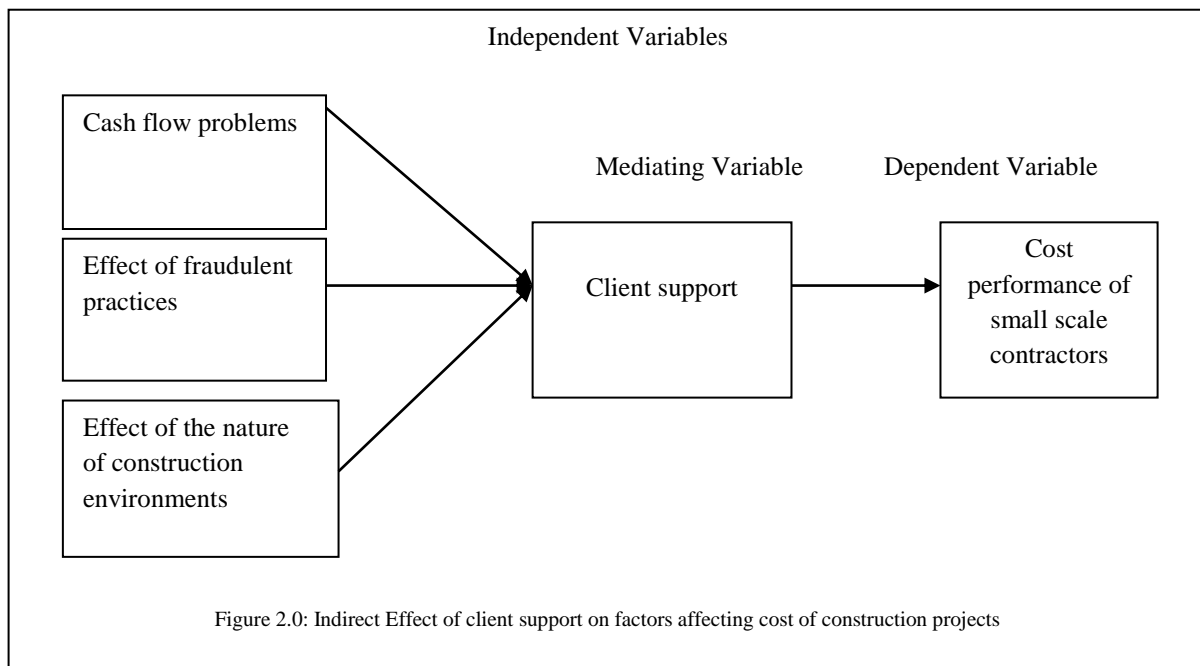 Independent Variables
Cash flow problems
Mediating Variable
Dependent Variable
Effect of fraudulent
practices
Client support
Cost
performance of
small scale
contractors
Effect of the nature
of construction
environments
Figure 2.0: Indirect Effect of client support on factors affecting cost of construction projects